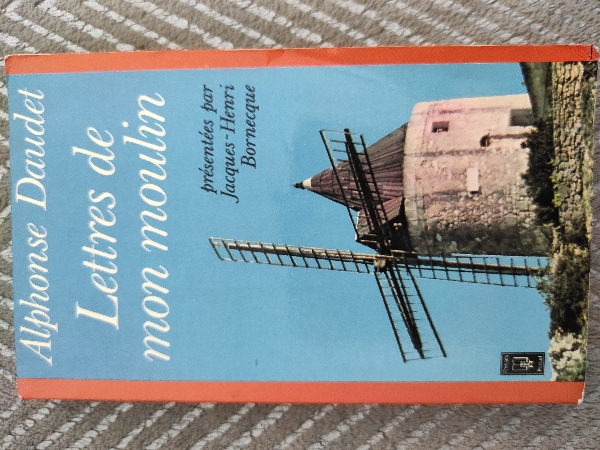 Alphonse Daudet
Lettres de
mon moulin
présentées par
Jacques-Henri
Bornecque